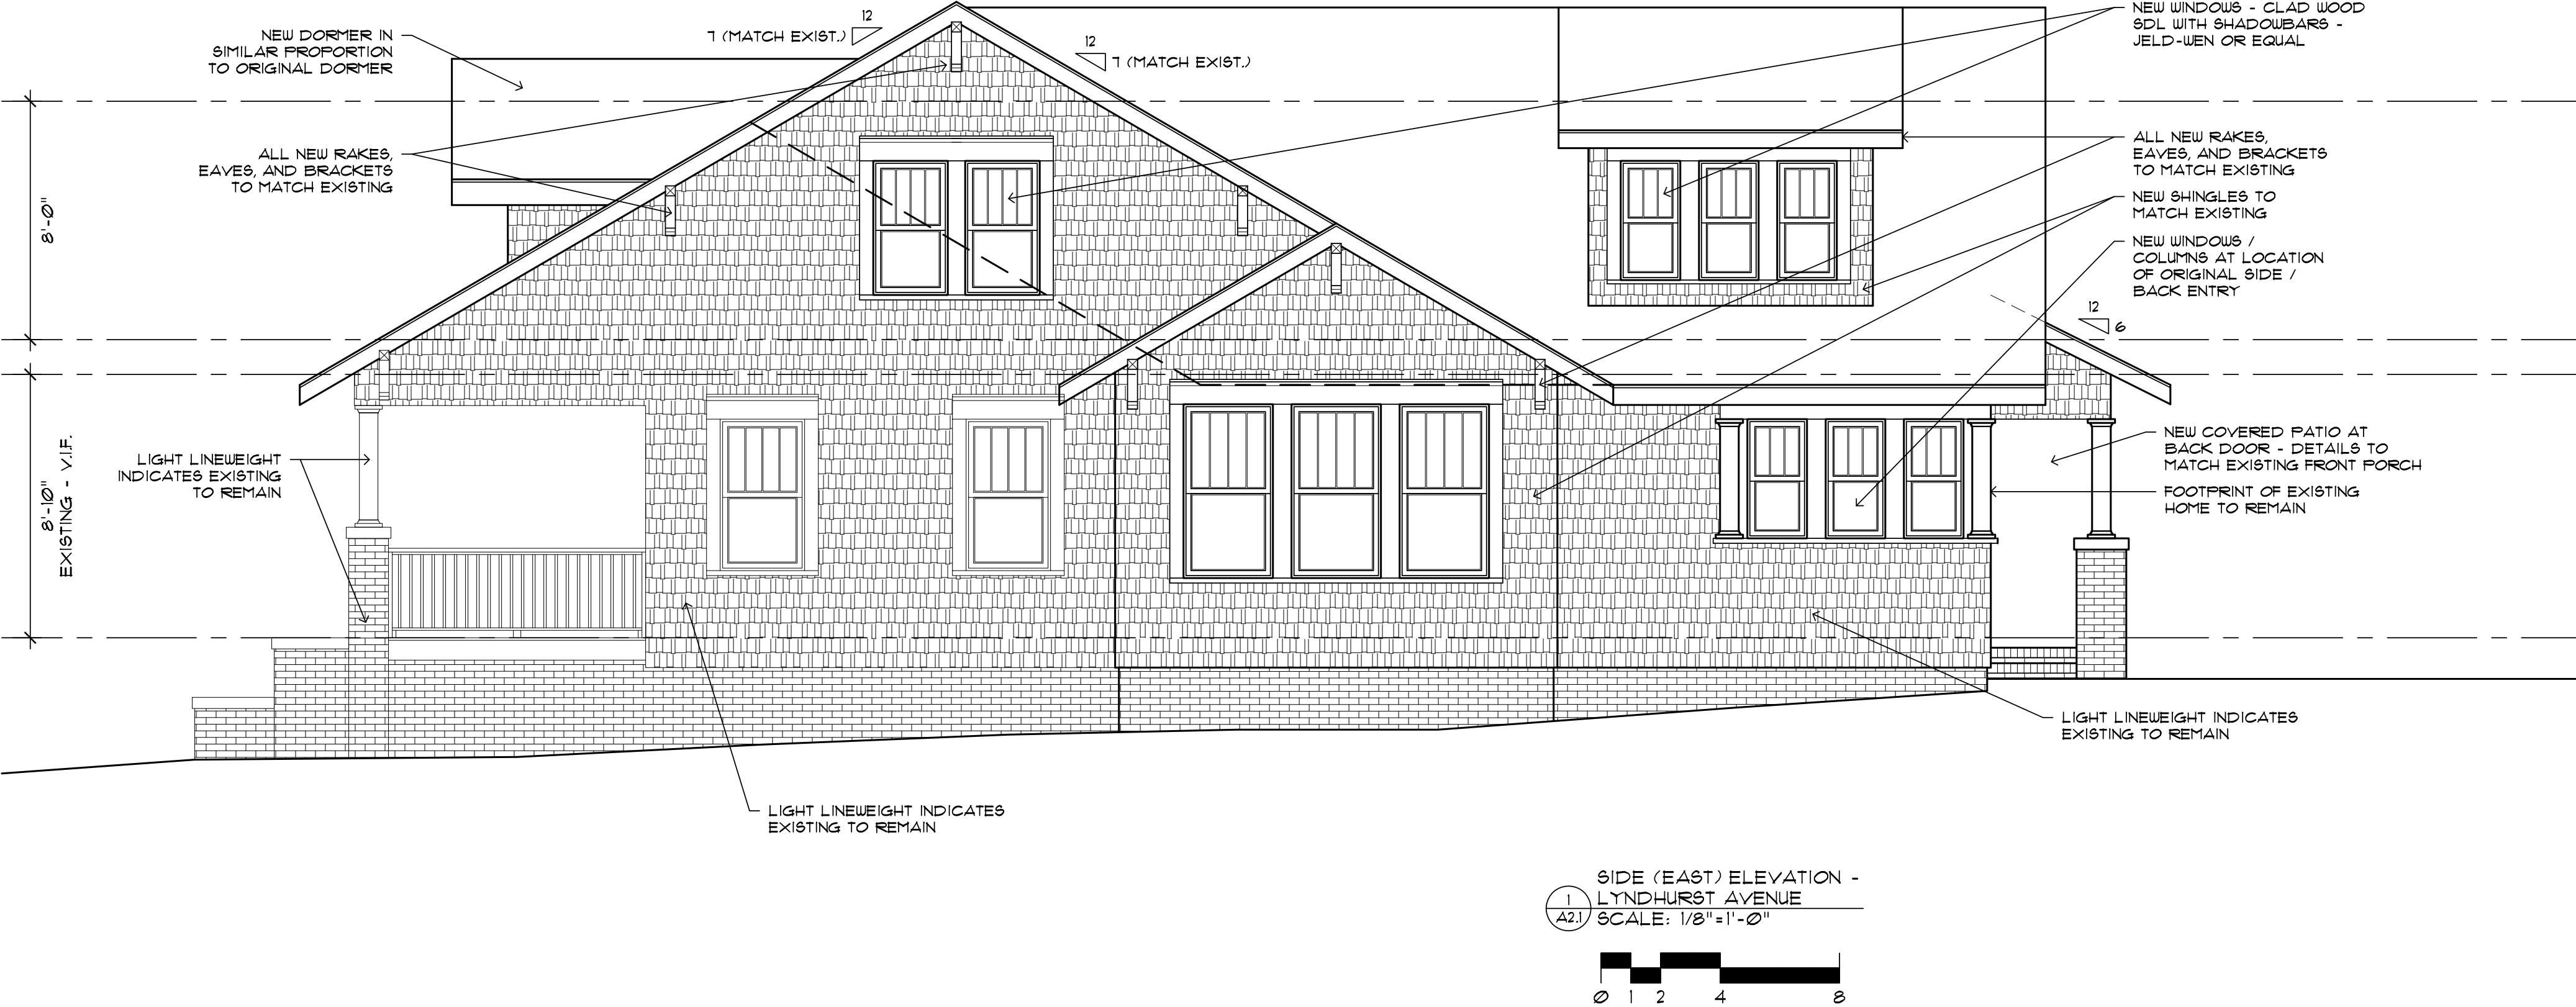 NEW DORMER IN
SIMILAR PROPORTION
TO ORIGINAL DORMER
12
7 (MATCH EXIST.)
12
7 (MATCH EXIST.)
NEW WINDOWS - CLAD WOOD
SDL WITH SHADOWBARS -
JELD-WEN OR EQUAL
ALL NEW RAKES,
EAVES, AND BRACKETS
TO MATCH EXISTING
ALL NEW RAKES,
EAVES, AND BRACKETS
TO MATCH EXISTING
NEW SHINGLES TO
MATCH EXISTING
NEW WINDOWS /
COLUMNS AT LOCATION
OF ORIGINAL SIDE /
BACK ENTRY
12
6
8'-0"
8'-10"
EXISTING - V.I.F.
LIGHT LINEWEIGHT
INDICATES EXISTING
TO REMAIN
NEW COVERED PATIO AT
BACK DOOR - DETAILS TO
MATCH EXISTING FRONT PORCH
FOOTPRINT OF EXISTING
HOME TO REMAIN
LIGHT LINEWEIGHT INDICATES
EXISTING TO REMAIN
LIGHT LINEWEIGHT INDICATES
EXISTING TO REMAIN
1
A2.1
SIDE (EAST) ELEVATION -
LYNDHURST AVENUE
SCALE: 1/8"=1'-0"
0 1 2 4 8